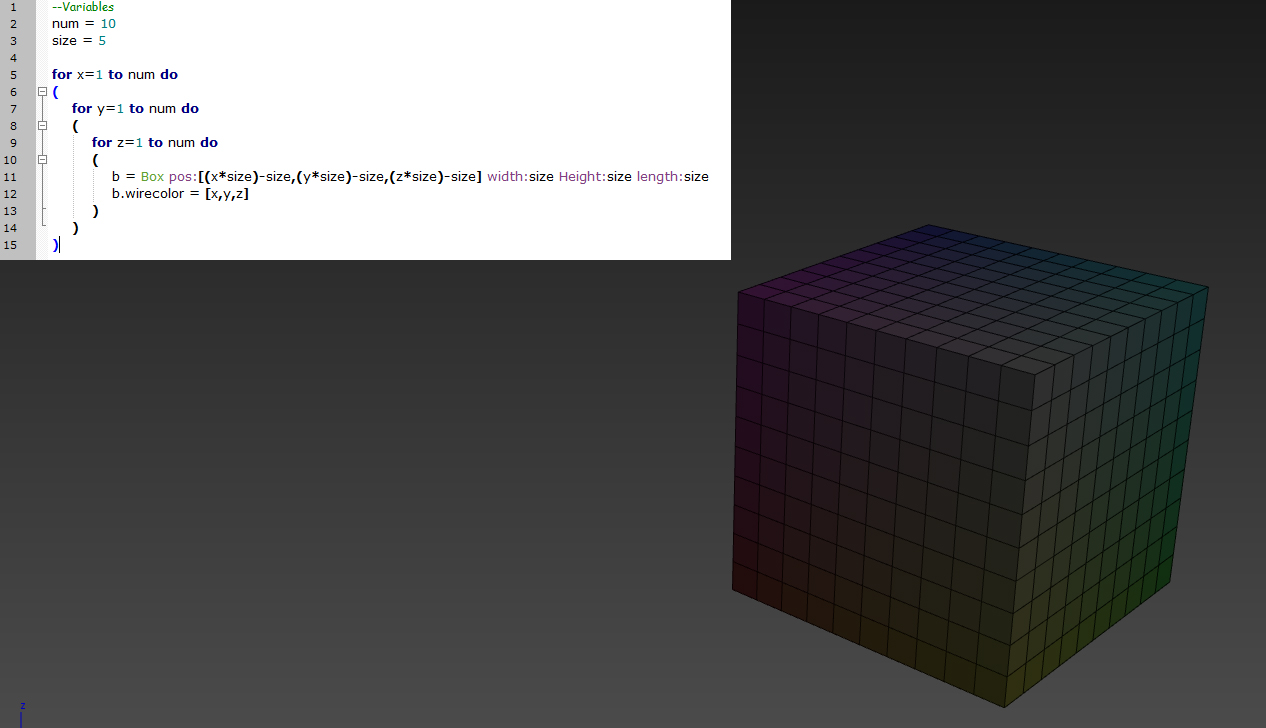 1 --Variables
2 num = 10
3 size = 5
4
5 for x=1 to num do
6 (
7 for y=1 to num do
8 (
9 for z=1 to num do
10 (
11 b = Box pos:[(x*size)-size,(y*size)-size,(z*size)-size] width:size Height:size length:size
12 b.wirecolor = [x,y,z]
13 )
14 )
15 )
z